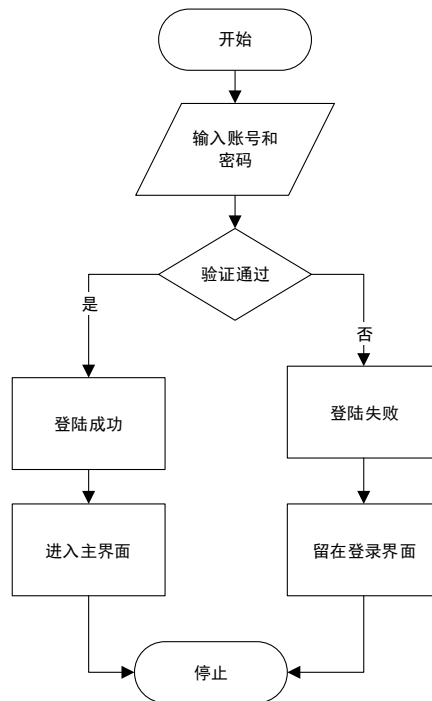 开始
输入账号和
密码
验证通过
是
否
登陆成功
登陆失败
进入主界面
留在登录界面
停止